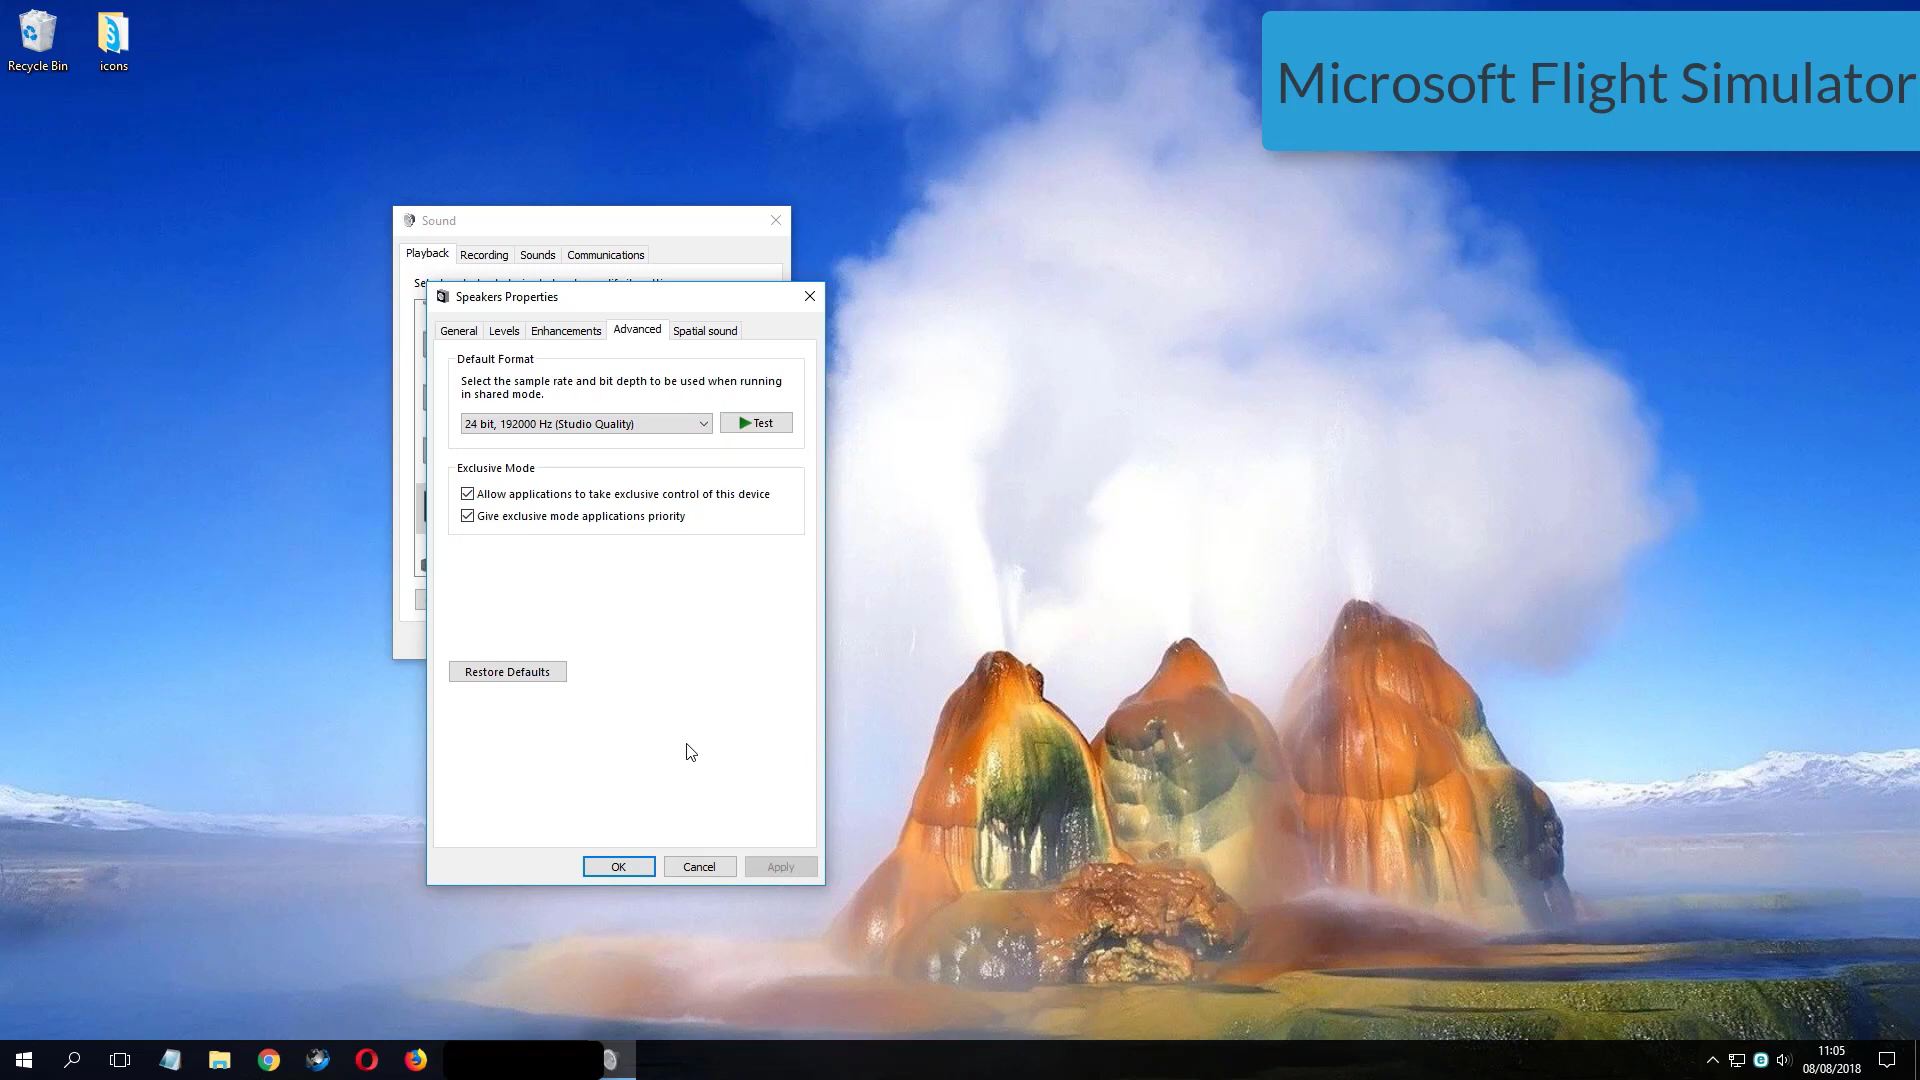 Recycle Bin
icons
Microsoft Flight Simulator
Sound
Playback
Recording
Sounds
Communications
Speakers Properties
General
Levels
Enhancements
Advanced
Spatial sound
Default Format
Select the sample rate and bit depth to be used when running
in shared mode.
24 bit, 192000 Hz (Studio Quality)
Test
Exclusive Mode
Allow applications to take exclusive control of this device
Give exclusive mode applications priority
Restore Defaults
OK
Cancel
Apply
11:05
08/08/2018